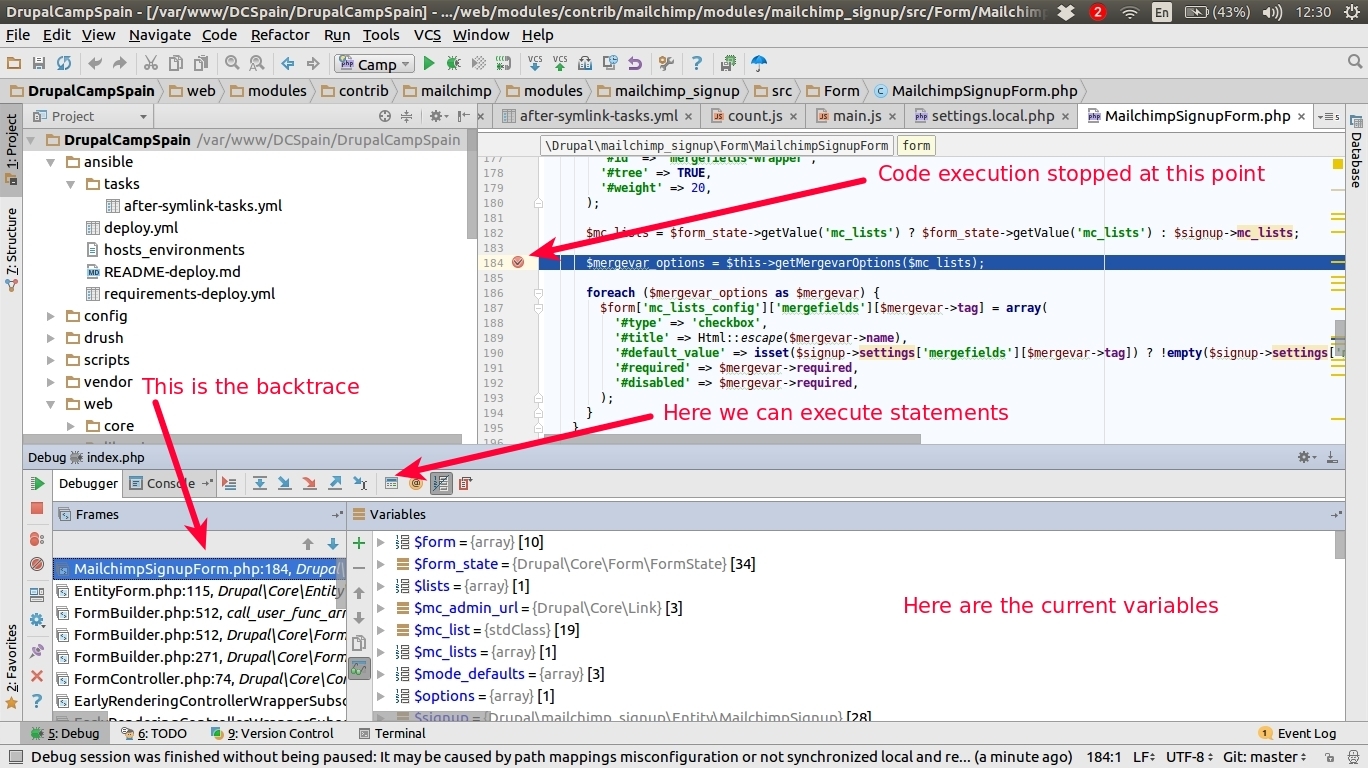 DrupalCampSpain - [/var/www/DCSpain/DrupalCampSpain] - .../web/modules/contrib/mailchimp/modules/mailchimp_signup/src/Form/Mailchimp
2 En (43%) 12:30
File Edit View Navigate Code Refactor Run Tools VCS Window Help
Camp VCS VCS
DrupalCampSpain web modules contrib mailchimp modules mailchimp_signup src Form MailchimpSignupForm.php
Project after-symlink-tasks.yml count.js main.js settings.local.php MailchimpSignupForm.php
1: Project
7: Structure
2: Favorites
Database
DrupalCampSpain /var/www/DCSpain/DrupalCampSpain
ansible
tasks
after-symlink-tasks.yml
deploy.yml
hosts_environments
README-deploy.md
requirements-deploy.yml
config
drush
scripts
vendor
web
core
\Drupal\mailchimp_signup\Form\MailchimpSignupForm form
177 '#id' => 'mergefields-wrapper',
178 '#tree' => TRUE,
179 '#weight' => 20,
180 );
181
182 $mc_lists = $form_state->getValue('mc_lists') ? $form_state->getValue('mc_lists') : $signup->mc_lists;
183
184 $mergevar_options = $this->getMergevarOptions($mc_lists);
185
186 foreach ($mergevar_options as $mergevar) {
187 $form['mc_lists_config']['mergefields'][$mergevar->tag] = array(
188 '#type' => 'checkbox',
189 '#title' => Html::escape($mergevar->name),
190 '#default_value' => isset($signup->settings['mergefields'][$mergevar->tag]) ? !empty($signup->settings[
191 '#required' => $mergevar->required,
192 '#disabled' => $mergevar->required,
193 );
194 }
195 }
196
Code execution stopped at this point
This is the backtrace
Here we can execute statements
Debug index.php
Debugger Console
Frames
MailchimpSignupForm.php:184, Drupal\
EntityForm.php:115, Drupal\Core\Entity
FormBuilder.php:512, call_user_func_arr
FormBuilder.php:512, Drupal\Core\Form
FormBuilder.php:271, Drupal\Core\Form
FormController.php:74, Drupal\Core\Cor
EarlyRenderingControllerWrapperSubsc
EarlyRenderingControllerWrapperSubsc
Variables
$form = {array} [10]
$form_state = {Drupal\Core\Form\FormState} [34]
$lists = {array} [1]
$mc_admin_url = {Drupal\Core\Link} [3]
$mc_list = {stdClass} [19]
$mc_lists = {array} [1]
$mode_defaults = {array} [3]
$options = {array} [1]
$signup = {Drupal\mailchimp_signup\Entity\MailchimpSignup} [28]
Here are the current variables
5: Debug 6: TODO 9: Version Control Terminal 1 Event Log
Debug session was finished without being paused: It may be caused by path mappings misconfiguration or not synchronized local and re... (a minute ago) 184:1 LF UTF-8 Git: master